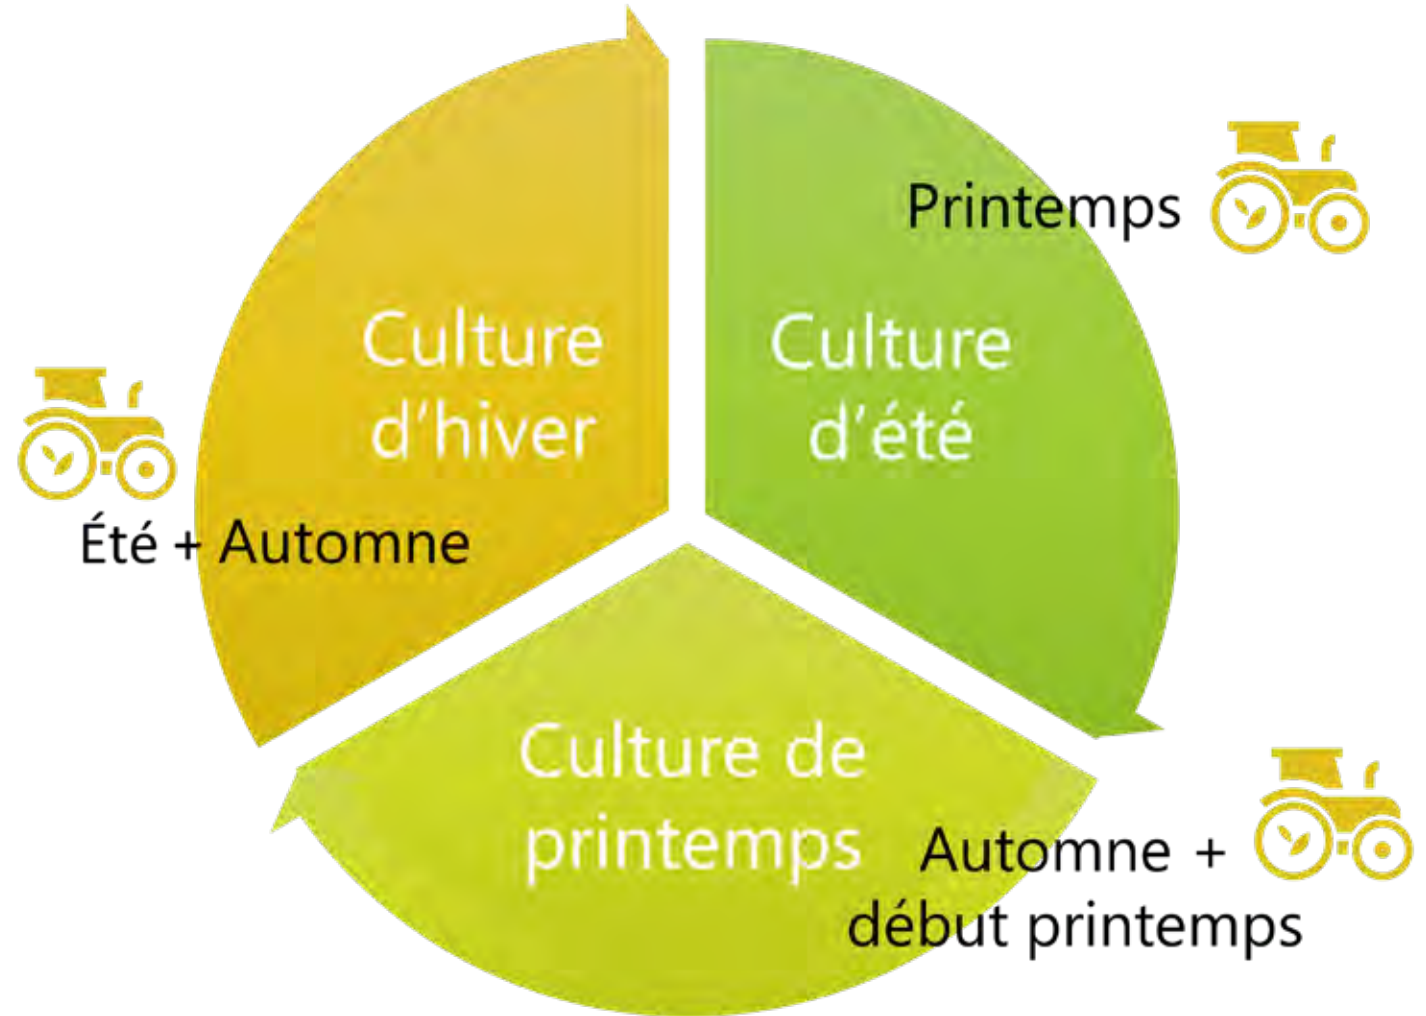 Printemps
Culture
d'été
Culture
d'hiver
Été + Automne
Culture de
printemps
Automne +
début printemps